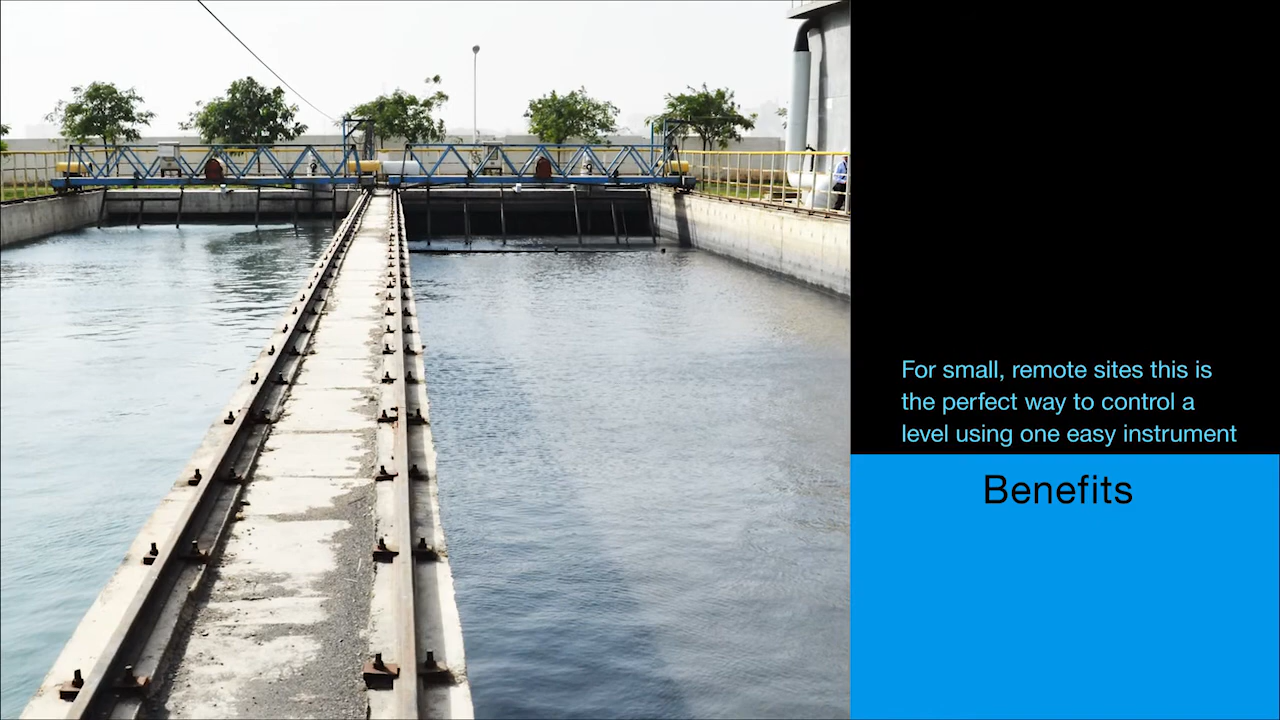 For small, remote sites this is
the perfect way to control a
level using one easy instrument
Benefits